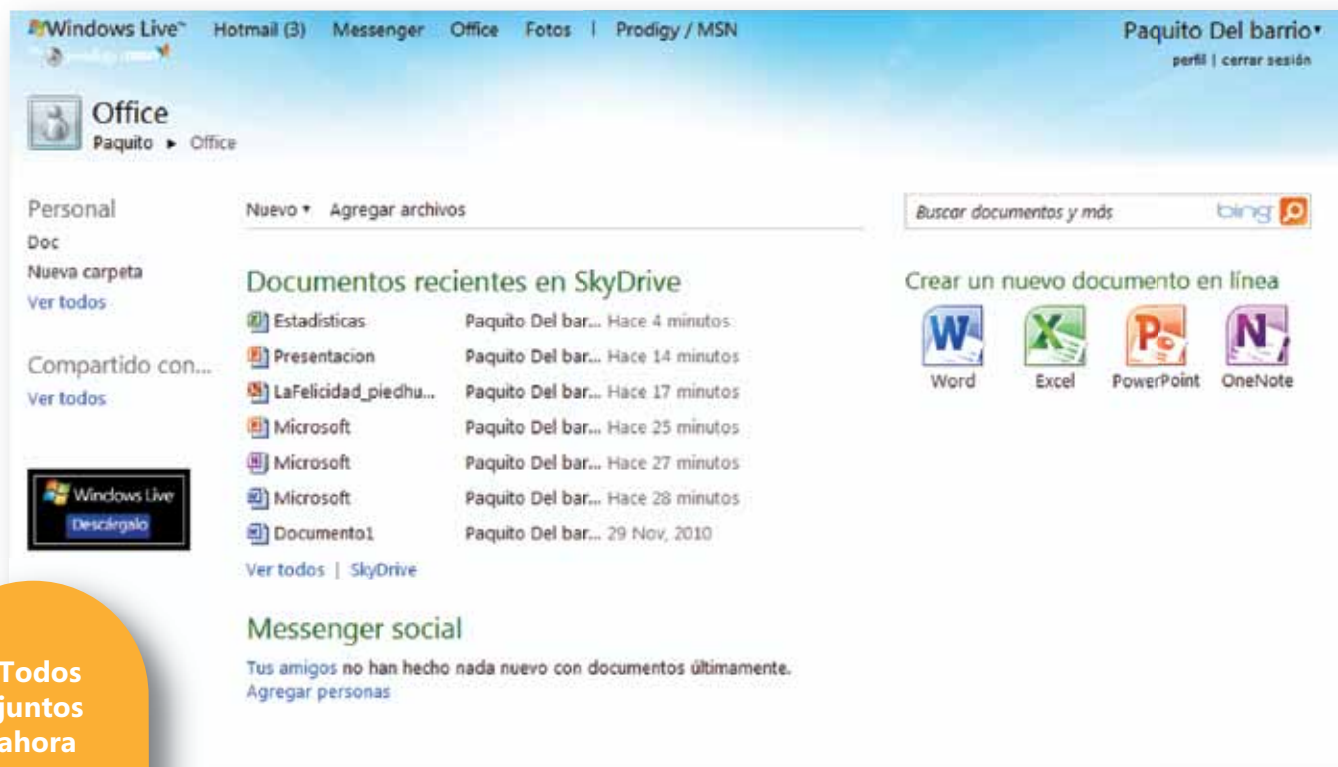 Windows Live™ Hotmail (3) Messenger Office Fotos | Prodigy / MSN
Paquito Del barrio
perfil | cerrar sesión
Office
Paquito ▸ Office
Personal
Doc
Nueva carpeta
Ver todos
Compartido con...
Ver todos
Windows Live
Descárgalo
Nuevo ▾ Agregar archivos
Documentos recientes en SkyDrive
Estadisticas Paquito Del bar... Hace 4 minutos
Presentacion Paquito Del bar... Hace 14 minutos
LaFelicidad_piedhu... Paquito Del bar... Hace 17 minutos
Microsoft Paquito Del bar... Hace 25 minutos
Microsoft Paquito Del bar... Hace 27 minutos
Microsoft Paquito Del bar... Hace 28 minutos
Documento1 Paquito Del bar... 29 Nov, 2010
Ver todos | SkyDrive
Messenger social
Tus amigos no han hecho nada nuevo con documentos últimamente.
Agregar personas
Buscar documentos y más bing
Crear un nuevo documento en línea
Word Excel PowerPoint OneNote
Todos
juntos
ahora